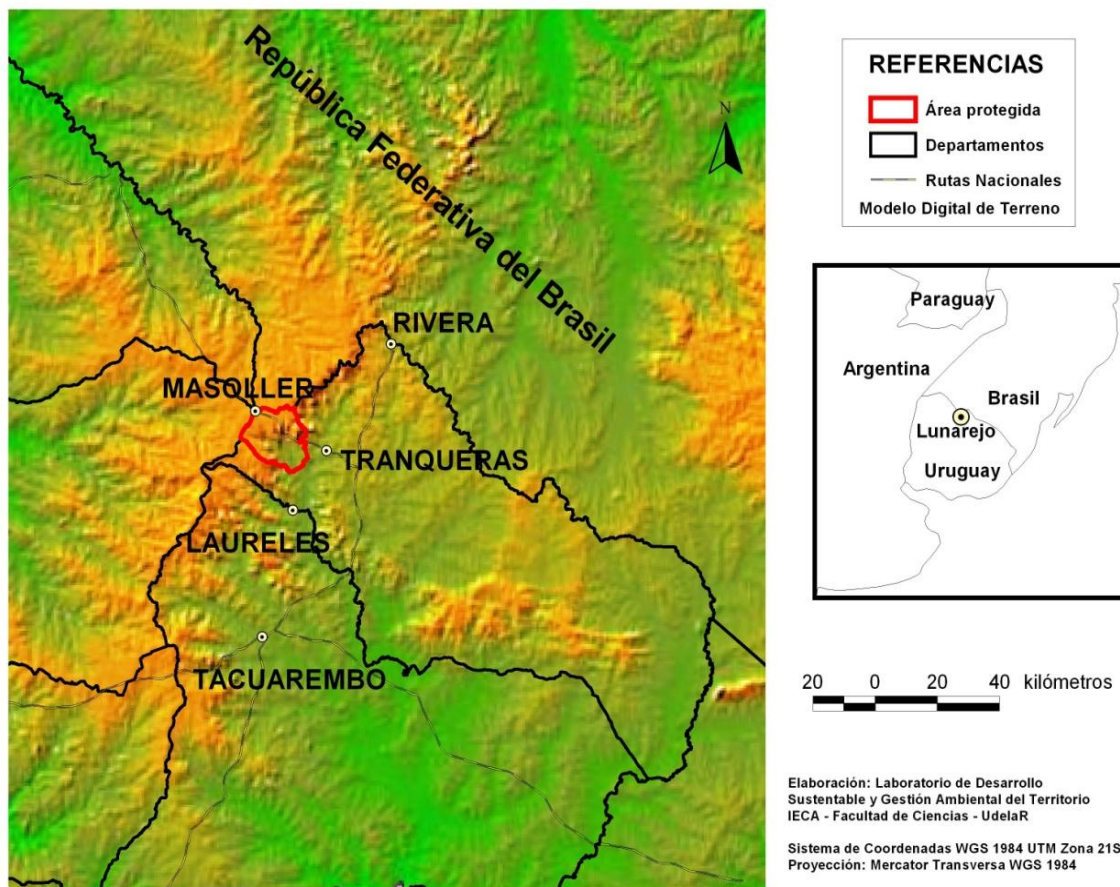 República Federativa del Brasil
N
RIVERA
MASOLLER
TRANQUERAS
LAURELES
TACUAREMBO
REFERENCIAS
Área protegida
Departamentos
Rutas Nacionales
Modelo Digital de Terreno
Paraguay
Argentina
Brasil
Lunarejo
Uruguay
20 0 20 40 kilómetros
Elaboración: Laboratorio de Desarrollo
Sustentable y Gestión Ambiental del Territorio
IECA - Facultad de Ciencias - UdelaR
Sistema de Coordenadas WGS 1984 UTM Zona 21S
Proyección: Mercator Transversa WGS 1984